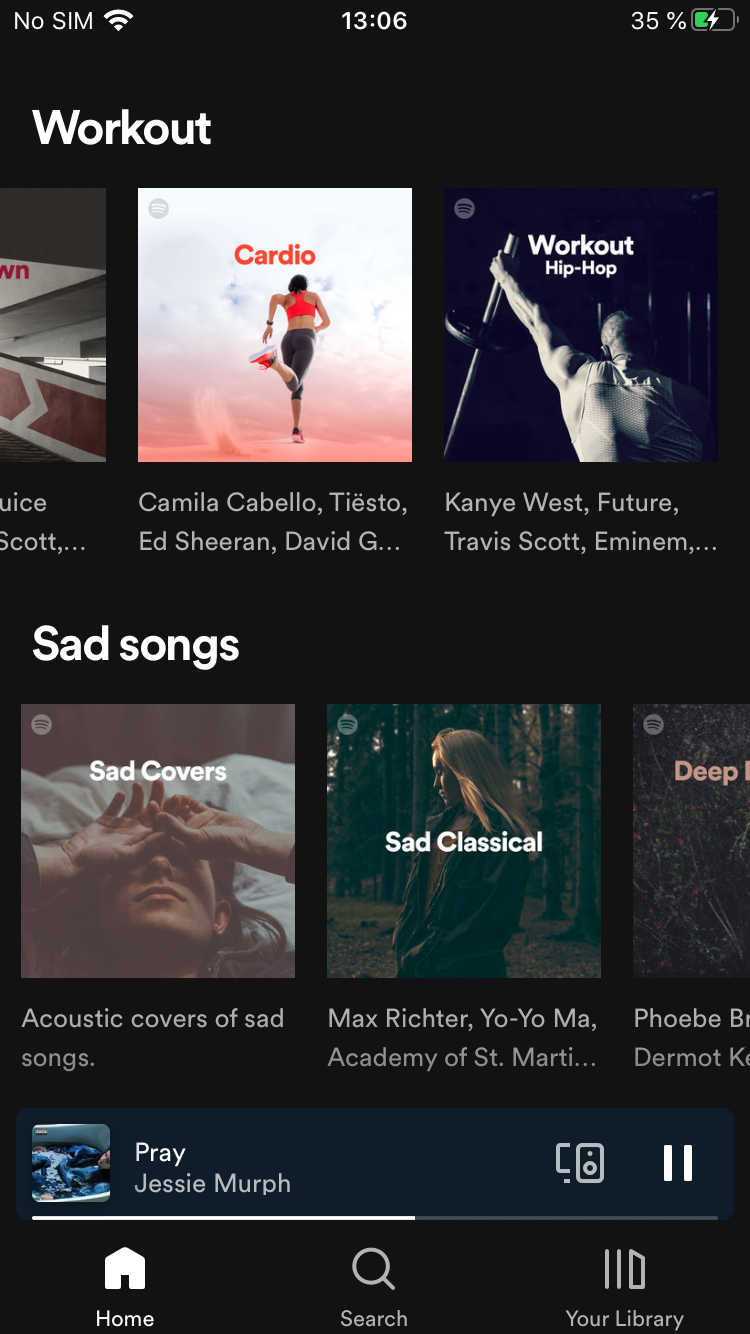 No SIM 13:06 35 %
Workout
wn
Cardio
Workout
Hip-Hop
uice
Scott,...
Camila Cabello, Tiësto,
Ed Sheeran, David G...
Kanye West, Future,
Travis Scott, Eminem,...
Sad songs
Sad Covers
Sad Classical
Deep
Acoustic covers of sad
songs.
Max Richter, Yo-Yo Ma,
Academy of St. Marti...
Phoebe Br
Dermot Ke
Pray
Jessie Murph
Home Search Your Library